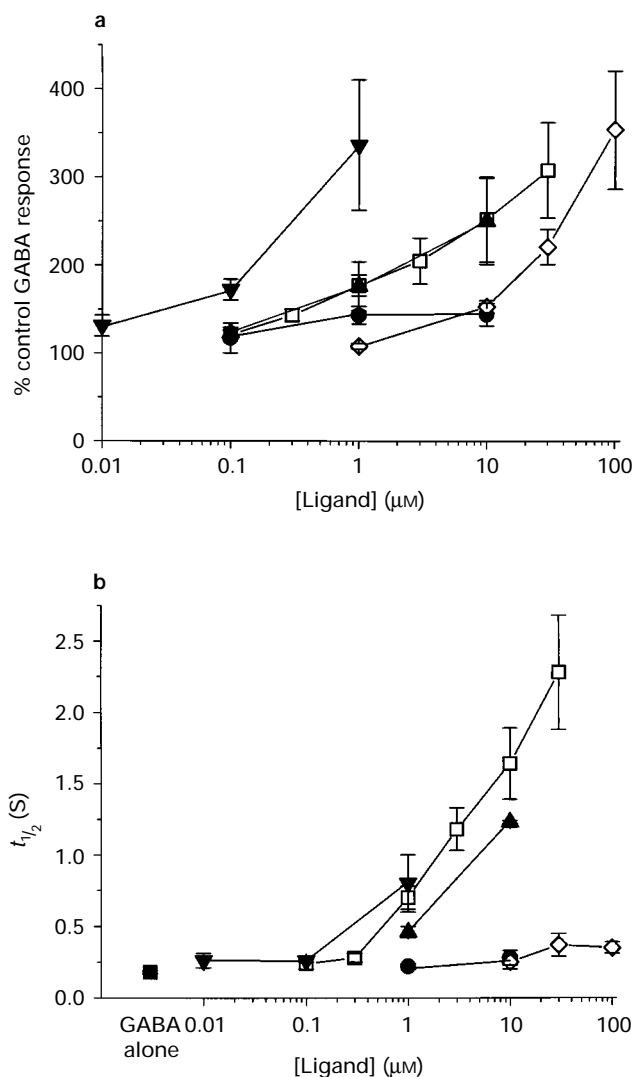 a
400
300
200
100
0
% control GABA response
0.01 0.1 1 10 100
[Ligand] (μM)
b
2.5
2.0
1.5
1.0
0.5
0.0
t1/2 (S)
GABA 0.01 0.1 1 10 100
alone
[Ligand] (μM)